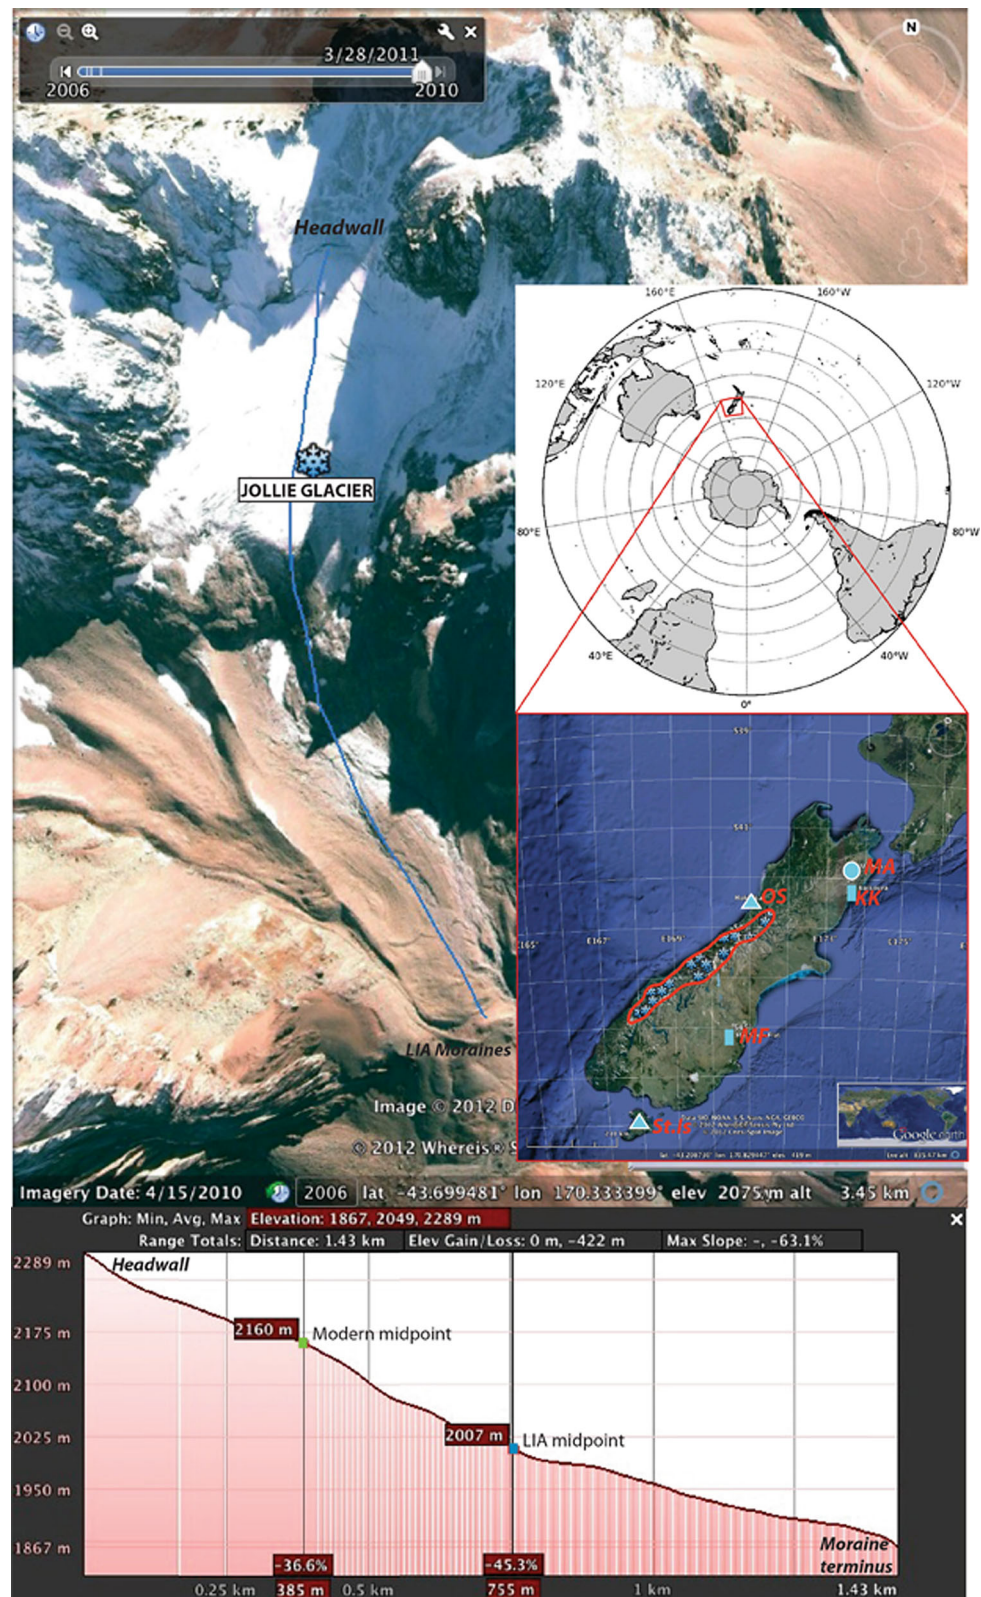 3/28/2011
2006
2010
N
Headwall
JOLLIE GLACIER
160°E
160°W
120°E
120°W
80°E
80°W
40°E
40°W
0°
MA
OS
KK
E167°
E169°
MF
St.Is
Google earth
LIA Moraines
Image © 2012 D
© 2012 Whereis® S
Imagery Date: 4/15/2010
2006
lat -43.699481° lon 170.333399° elev 2075 m alt 3.45 km
Graph: Min, Avg, Max Elevation: 1867, 2049, 2289 m
Range Totals: Distance: 1.43 km Elev Gain/Loss: 0 m, -422 m Max Slope: -, -63.1%
2289 m
Headwall
2175 m
2160 m
Modern midpoint
2100 m
2025 m
2007 m
LIA midpoint
1950 m
1867 m
Moraine
terminus
-36.6%
-45.3%
0.25 km
385 m
0.5 km
755 m
1 km
1.43 km